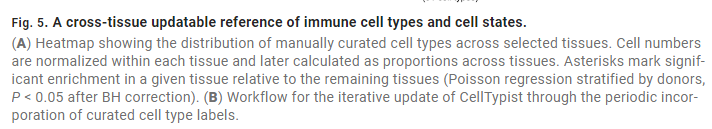 Fig. 5. A cross-tissue updatable reference of immune cell types and cell states.
(A) Heatmap showing the distribution of manually curated cell types across selected tissues. Cell numbers
are normalized within each tissue and later calculated as proportions across tissues. Asterisks mark signif-
icant enrichment in a given tissue relative to the remaining tissues (Poisson regression stratified by donors,
P < 0.05 after BH correction). (B) Workflow for the iterative update of CellTypist through the periodic incor-
poration of curated cell type labels.